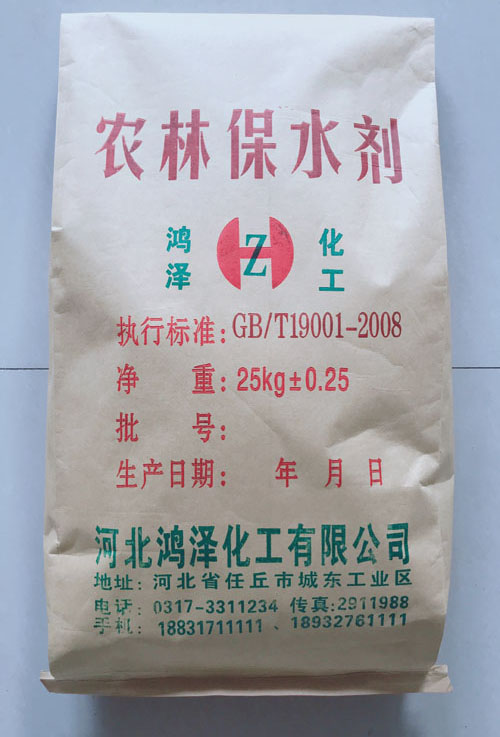 农林保水剂
鸿泽
HZ
化工
执行标准:GB/T19001-2008
净 重:25kg±0.25
批 号:
生产日期: 年 月 日
河北鸿泽化工有限公司
地址:河北省任丘市城东工业区
电话:0317-3311234 传真:2911988
手机:18831711111、18932761111